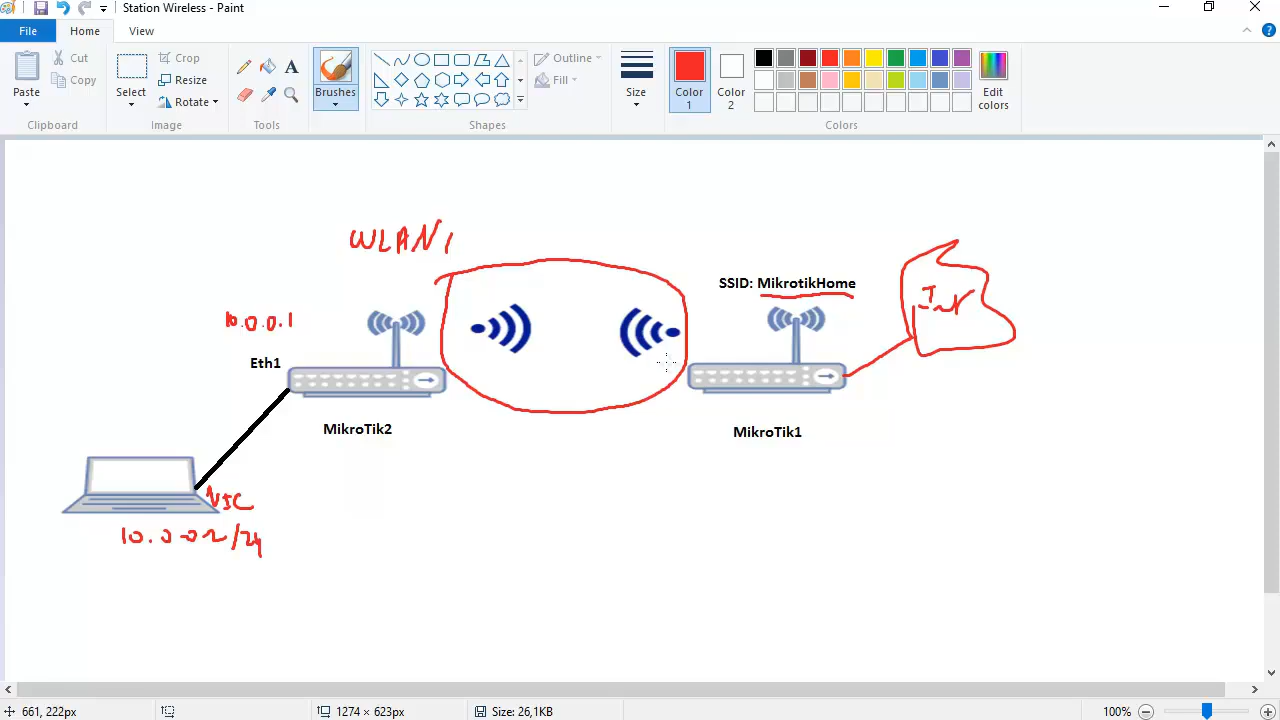 Station Wireless - Paint
File
Home
View
Paste
Cut
Copy
Clipboard
Select
Crop
Resize
Rotate
Image
A
Tools
Brushes
Outline
Fill
Shapes
Size
Color 1
Color 2
Edit colors
Colors
WLAN1
SSID: MikrotikHome
Int
10.0.0.1
Eth1
MikroTik2
MikroTik1
NIC
10.0.0.2/24
661, 222px
1274 × 623px
Size: 26,1KB
100%